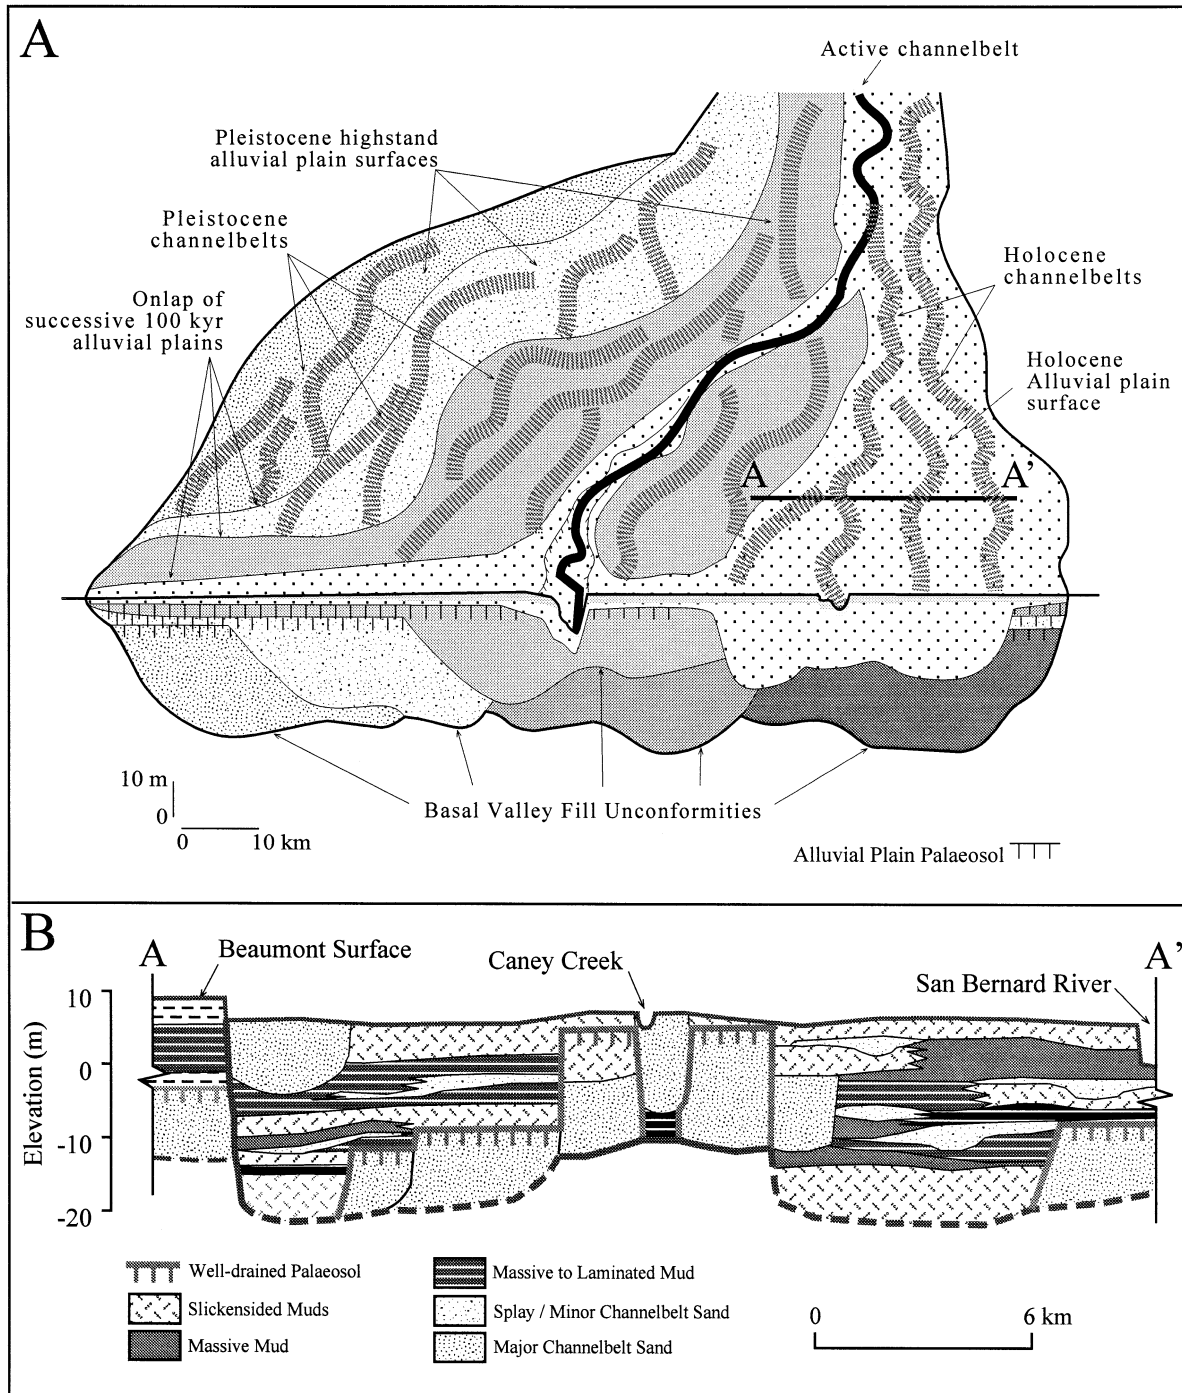 A
Active channelbelt
Pleistocene highstand
alluvial plain surfaces
Pleistocene
channelbelts
Onlap of
successive 100 kyr
alluvial plains
Holocene
channelbelts
Holocene
Alluvial plain
surface
A
A'
10 m
0
0 10 km
Basal Valley Fill Unconformities
Alluvial Plain Palaeosol
B
A
Beaumont Surface
Caney Creek
San Bernard River
A'
Elevation (m)
10
0
-10
-20
Well-drained Palaeosol
Slickensided Muds
Massive Mud
Massive to Laminated Mud
Splay / Minor Channelbelt Sand
Major Channelbelt Sand
0 6 km